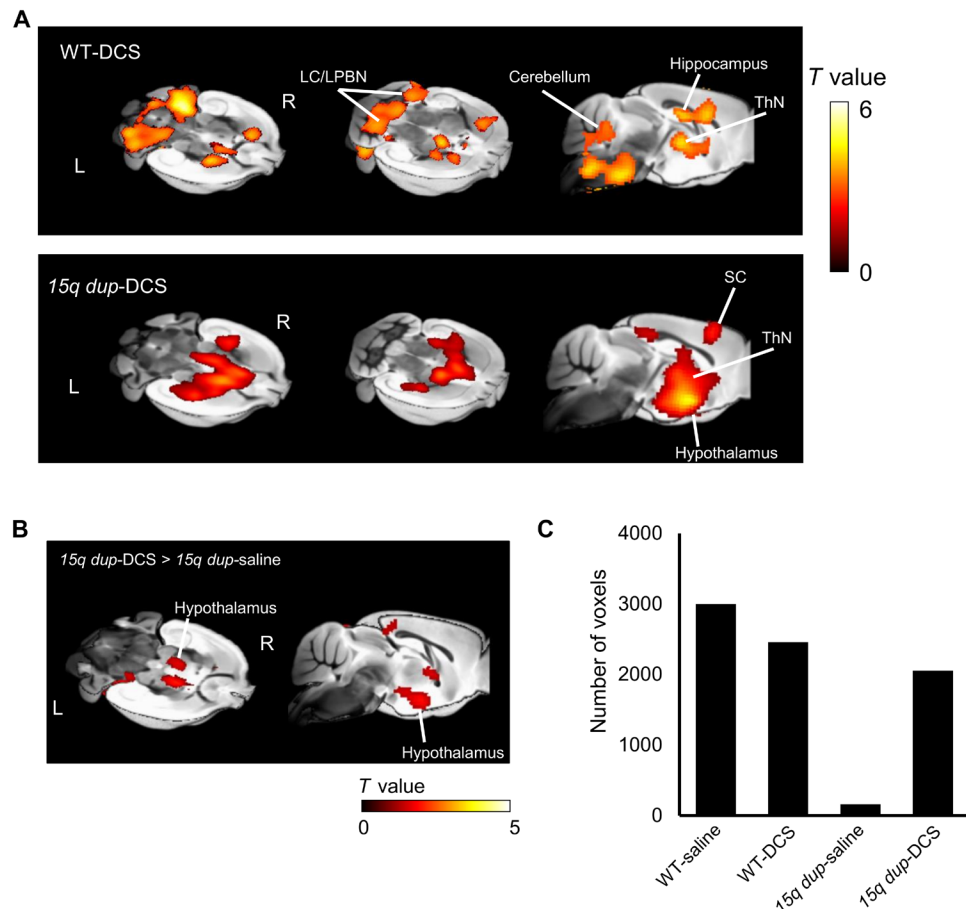 A
WT-DCS
LC/LPBN
R
L
Cerebellum
Hippocampus
ThN
T value
6
0
15q dup-DCS
R
L
SC
ThN
Hypothalamus
B
15q dup-DCS > 15q dup-saline
Hypothalamus
R
L
Hypothalamus
T value
0 5
C
Number of voxels
4000
3000
2000
1000
0
WT-saline
WT-DCS
15q dup-saline
15q dup-DCS